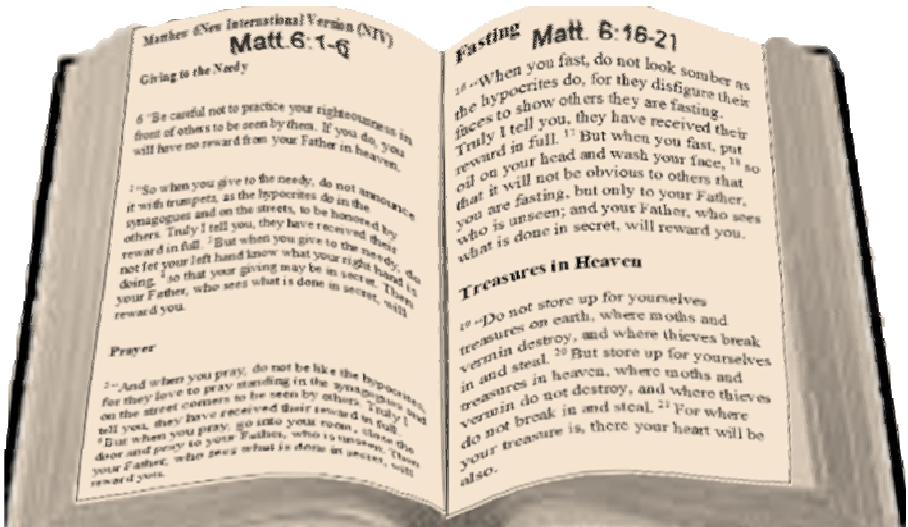 Matthew 6New International Version (NIV)
Matt.6:1-6
Giving to the Needy
6 “Be careful not to practice your righteousness in
front of others to be seen by them. If you do, you
will have no reward from your Father in heaven.
2 “So when you give to the needy, do not announce
it with trumpets, as the hypocrites do in the
synagogues and on the streets, to be honored by
others. Truly I tell you, they have received their
reward in full. 3 But when you give to the needy, do
not let your left hand know what your right hand is
doing, 4 so that your giving may be in secret. Then
your Father, who sees what is done in secret, will
reward you.
Prayer
5 “And when you pray, do not be like the hypocrites,
for they love to pray standing in the synagogues and
on the street corners to be seen by others. Truly I
tell you, they have received their reward in full.
6 But when you pray, go into your room, close the
door and pray to your Father, who is unseen. Then
your Father, who sees what is done in secret, will
reward you.
Fasting Matt. 6:16-21
16 “When you fast, do not look somber as
the hypocrites do, for they disfigure their
faces to show others they are fasting.
Truly I tell you, they have received their
reward in full. 17 But when you fast, put
oil on your head and wash your face, 18 so
that it will not be obvious to others that
you are fasting, but only to your Father,
who is unseen; and your Father, who sees
what is done in secret, will reward you.
Treasures in Heaven
19 “Do not store up for yourselves
treasures on earth, where moths and
vermin destroy, and where thieves break
in and steal. 20 But store up for yourselves
treasures in heaven, where moths and
vermin do not destroy, and where thieves
do not break in and steal. 21 For where
your treasure is, there your heart will be
also.